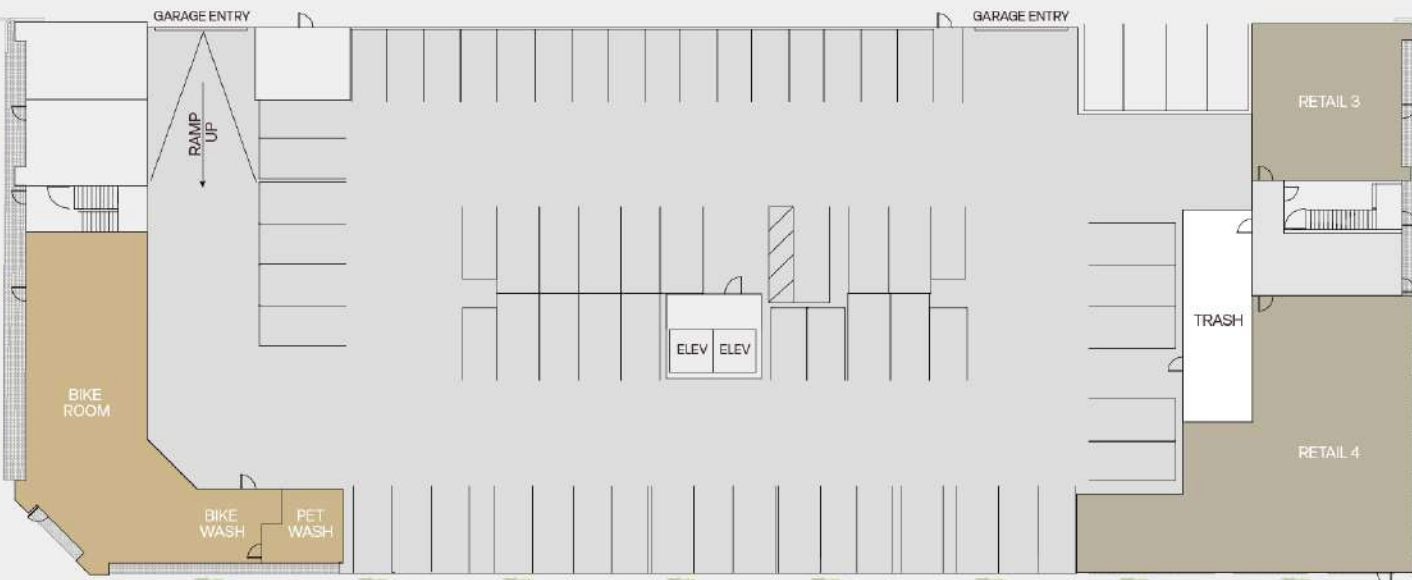 GARAGE ENTRY
GARAGE ENTRY
RAMP
UP
RETAIL 3
TRASH
ELEV
ELEV
BIKE
ROOM
RETAIL 4
BIKE
WASH
PET
WASH